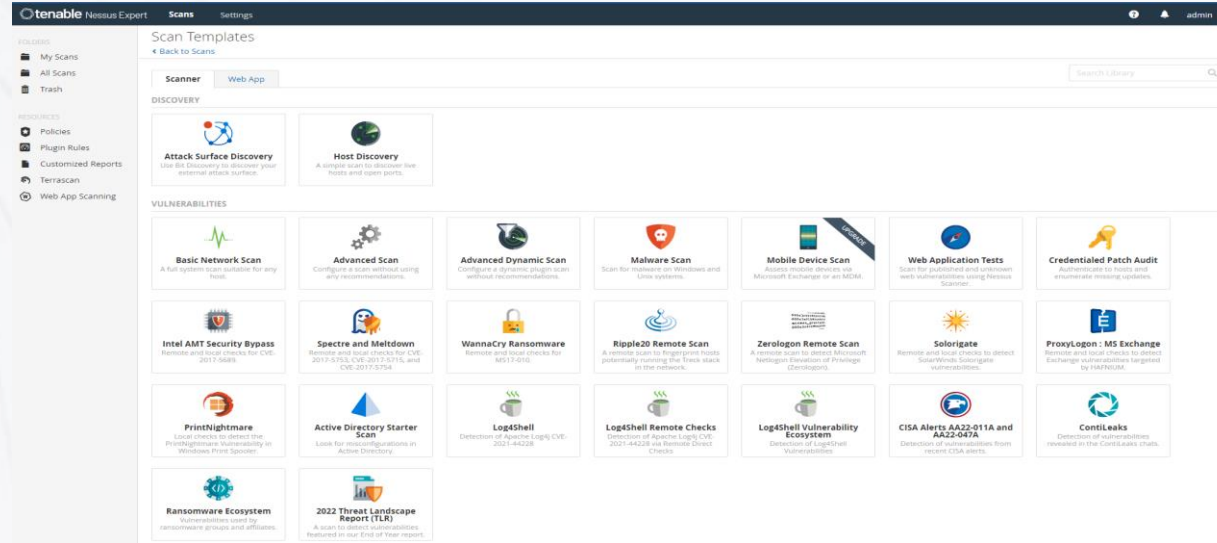 tenable Nessus Expert Scans Settings admin
FOLDERS
My Scans
All Scans
Trash
RESOURCES
Policies
Plugin Rules
Customized Reports
Terrascan
Web App Scanning
Scan Templates
Back to Scans
Scanner Web App
Search Library
DISCOVERY
Attack Surface Discovery
Use Bit Discovery to discover your
external attack surface.
Host Discovery
A simple scan to discover live
hosts and open ports.
VULNERABILITIES
Basic Network Scan
A full system scan suitable for any
host.
Advanced Scan
Configure a scan without using
any recommendations.
Advanced Dynamic Scan
Configure a dynamic plugin scan
without recommendations.
Malware Scan
Scan for malware on Windows and
Unix systems.
UPGRADE
Mobile Device Scan
Assess mobile devices via
Microsoft Exchange or an MDM.
Web Application Tests
Scan for published and unknown
web vulnerabilities using Nessus
Scanner.
Credentialed Patch Audit
Authenticate to hosts and
enumerate missing updates.
Intel AMT Security Bypass
Remote and local checks for CVE-
2017-5689.
Spectre and Meltdown
Remote and local checks for CVE-
2017-5753, CVE-2017-5715, and
CVE-2017-5754
WannaCry Ransomware
Remote and local checks for
MS17-010.
Ripple20 Remote Scan
A remote scan to fingerprint hosts
potentially running the Treck stack
in the network.
Zerologon Remote Scan
A remote scan to detect Microsoft
Netlogon Elevation of Privilege
(Zerologon).
Solorigate
Remote and local checks to detect
SolarWinds Solorigate
vulnerabilities.
ProxyLogon : MS Exchange
Remote and local checks to detect
Exchange vulnerabilities targeted
by HAFNIUM.
PrintNightmare
Local checks to detect the
PrintNightmare Vulnerability in
Windows Print Spooler.
Active Directory Starter
Scan
Look for misconfigurations in
Active Directory.
Log4Shell
Detection of Apache Log4j CVE-
2021-44228
Log4Shell Remote Checks
Detection of Apache Log4j CVE-
2021-44228 via Remote Direct
Checks
Log4Shell Vulnerability
Ecosystem
Detection of Log4Shell
Vulnerabilities
CISA Alerts AA22-011A and
AA22-047A
Detection of vulnerabilities from
recent CISA alerts.
ContiLeaks
Detection of vulnerabilities
revealed in the ContiLeaks chats.
Ransomware Ecosystem
Vulnerabilities used by
ransomware groups and affiliates.
2022 Threat Landscape
Report (TLR)
A scan to detect vulnerabilities
featured in our End of Year report.